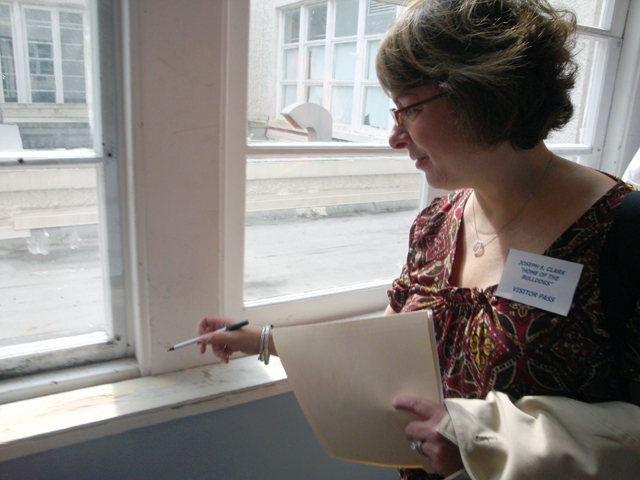 JOSEPH S. CLARK
"HOME OF THE
BULLDOGS"
VISITOR PASS